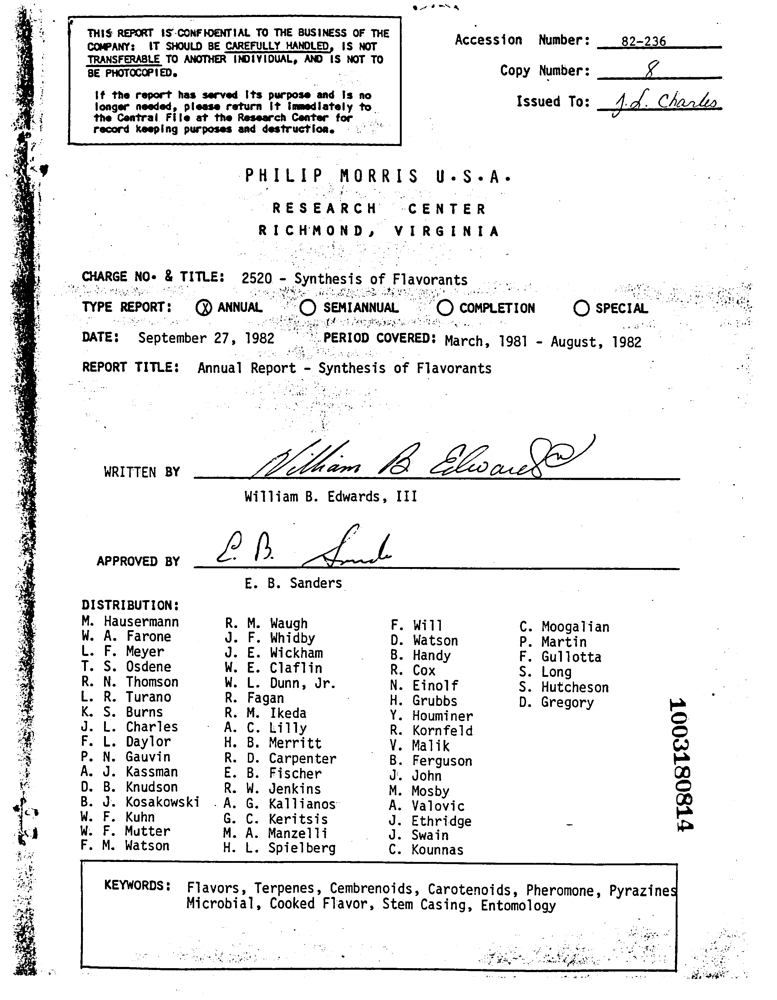 THIS REPORT IS CONFIDENTIAL TO THE BUSINESS OF THE
COMPANY: IT SHOULD BE CAREFULLY HANDLED, IS NOT
TRANSFERABLE TO ANOTHER INDIVIDUAL, AND IS NOT TO
BE PHOTOCOPIED.
If the report has served its purpose and is no
longer needed, please return it immediately to
the Central File at the Research Center for
record keeping purposes and destruction.
Accession Number: 82-236
Copy Number: 8
Issued To: J.L. Charles
PHILIP MORRIS U.S.A.
RESEARCH CENTER
RICHMOND, VIRGINIA
CHARGE NO. & TITLE: 2520 - Synthesis of Flavorants
TYPE REPORT: (X) ANNUAL ◯ SEMIANNUAL ◯ COMPLETION ◯ SPECIAL
DATE: September 27, 1982 PERIOD COVERED: March, 1981 - August, 1982
REPORT TITLE: Annual Report - Synthesis of Flavorants
WRITTEN BY William B Edwards
William B. Edwards, III
APPROVED BY E. B. Sanders
E. B. Sanders
DISTRIBUTION:
M. Hausermann
W. A. Farone
L. F. Meyer
T. S. Osdene
R. N. Thomson
L. R. Turano
K. S. Burns
J. L. Charles
F. L. Daylor
P. N. Gauvin
A. J. Kassman
D. B. Knudson
B. J. Kosakowski
W. F. Kuhn
W. F. Mutter
F. M. Watson
R. M. Waugh
J. F. Whidby
J. E. Wickham
W. E. Claflin
W. L. Dunn, Jr.
R. Fagan
R. M. Ikeda
A. C. Lilly
H. B. Merritt
R. D. Carpenter
E. B. Fischer
R. W. Jenkins
A. G. Kallianos
G. C. Keritsis
M. A. Manzelli
H. L. Spielberg
F. Will
D. Watson
B. Handy
R. Cox
N. Einolf
H. Grubbs
Y. Houminer
R. Kornfeld
V. Malik
B. Ferguson
J. John
M. Mosby
A. Valovic
J. Ethridge
J. Swain
C. Kounnas
C. Moogalian
P. Martin
F. Gullotta
S. Long
S. Hutcheson
D. Gregory
1003180814
KEYWORDS: Flavors, Terpenes, Cembrenoids, Carotenoids, Pheromone, Pyrazines
Microbial, Cooked Flavor, Stem Casing, Entomology